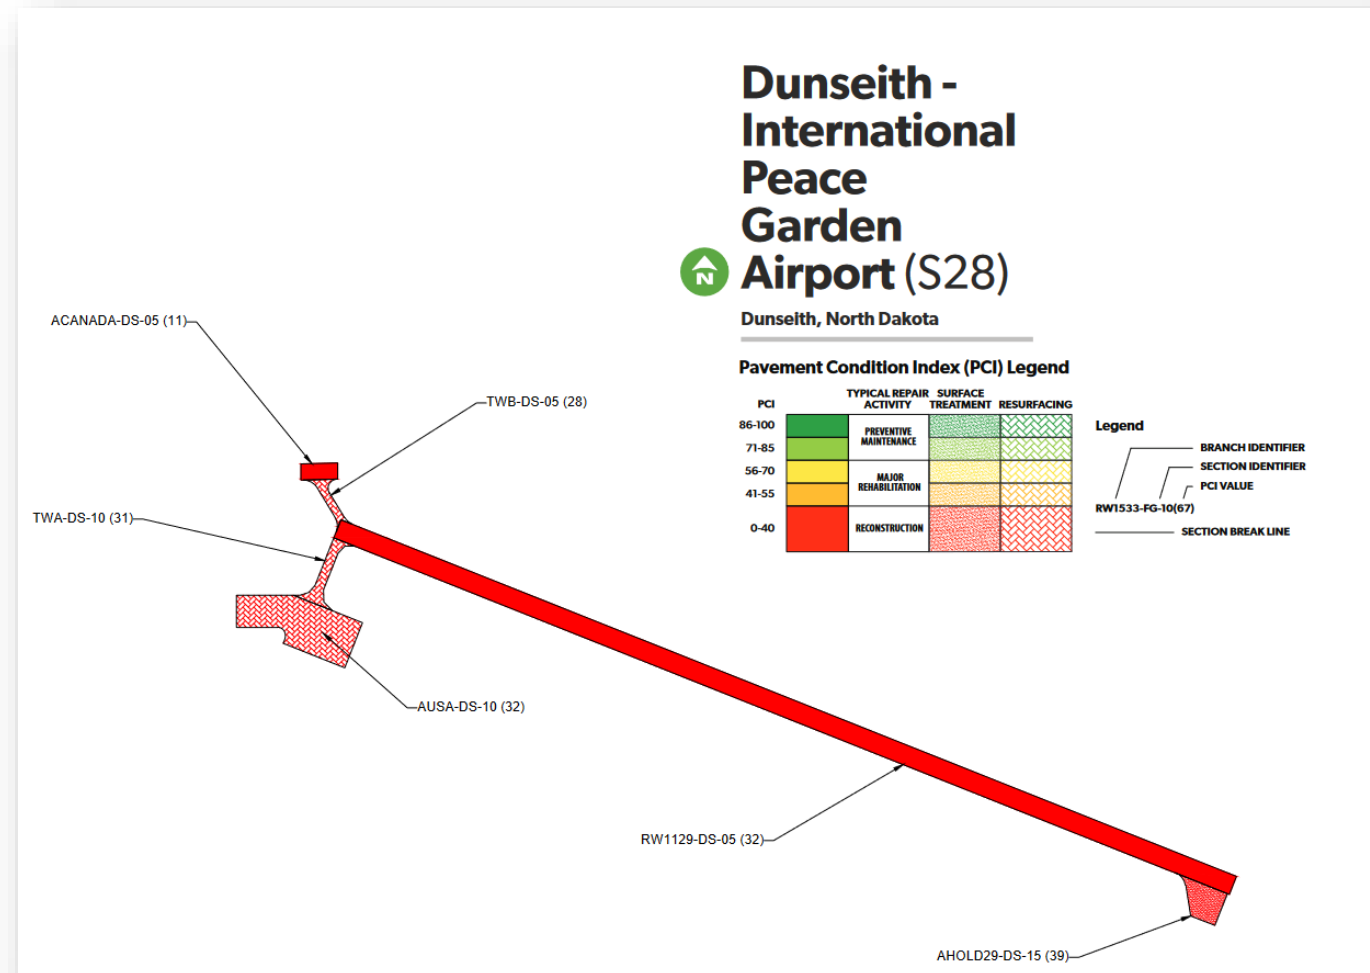 Dunseith -
International
Peace
Garden
Airport (S28)
N
Dunseith, North Dakota
Pavement Condition Index (PCI) Legend
PCI
TYPICAL REPAIR ACTIVITY
SURFACE TREATMENT
RESURFACING
86-100
71-85
PREVENTIVE
MAINTENANCE
56-70
41-55
MAJOR
REHABILITATION
0-40
RECONSTRUCTION
Legend
BRANCH IDENTIFIER
SECTION IDENTIFIER
PCI VALUE
RW1533-FG-10(67)
SECTION BREAK LINE
ACANADA-DS-05 (11)
TWB-DS-05 (28)
TWA-DS-10 (31)
AUSA-DS-10 (32)
RW1129-DS-05 (32)
AHOLD29-DS-15 (39)